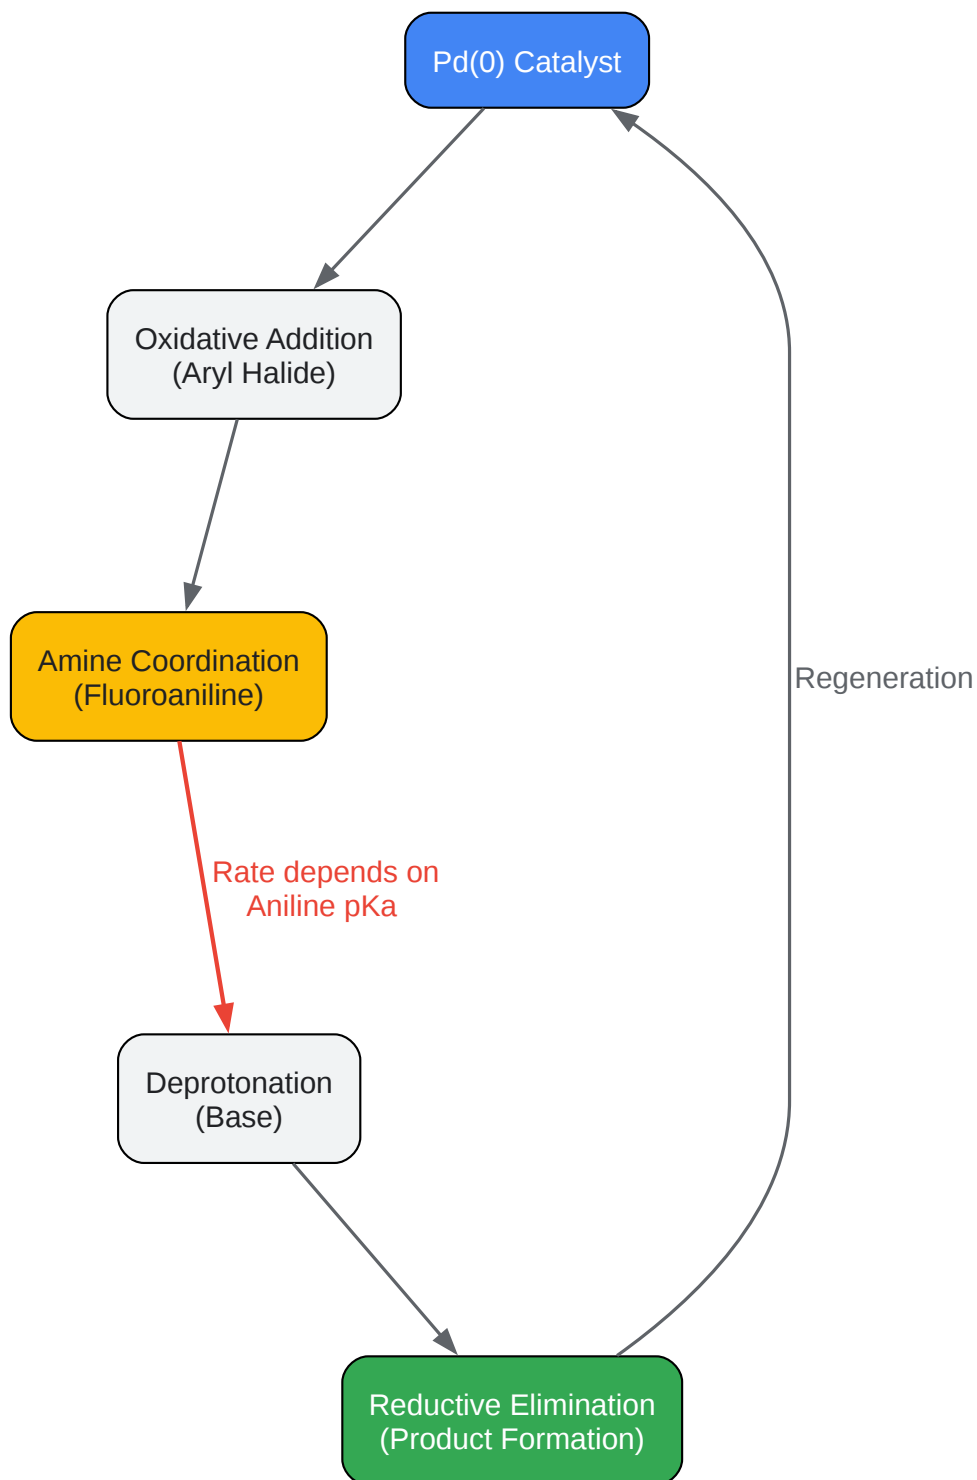 Pd(0) Catalyst
Oxidative Addition
(Aryl Halide)
Amine Coordination
(Fluoroaniline)
Regeneration
Rate depends on
Aniline pKa
Deprotonation
(Base)
Reductive Elimination
(Product Formation)